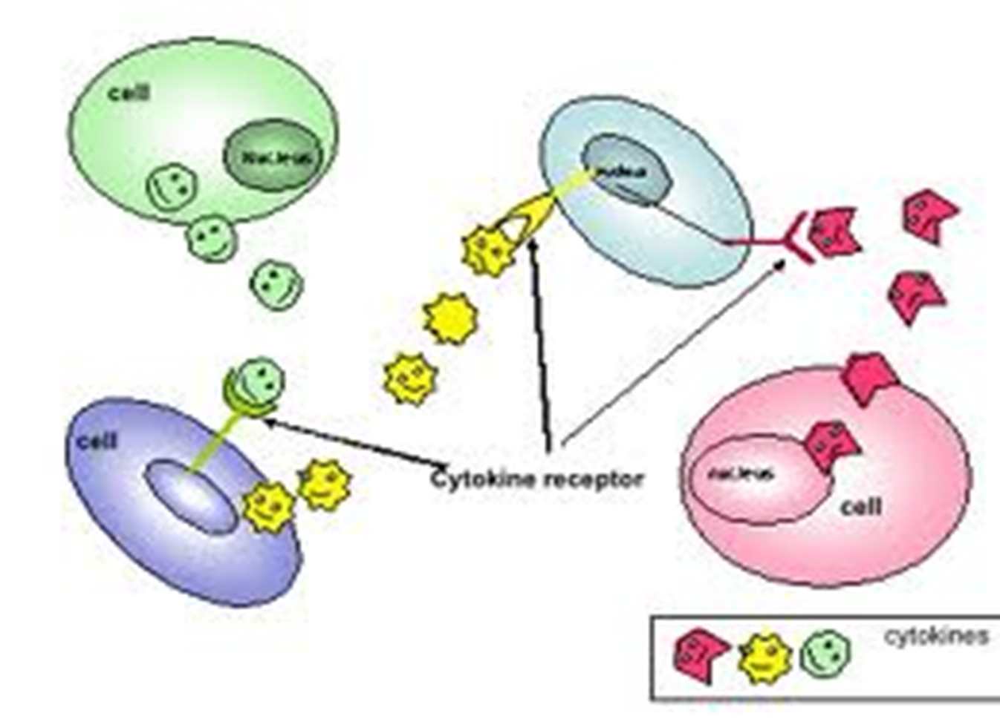 cell
Nucleus
nucleus
cell
Cytokine receptor
nucleus
cell
cytokines